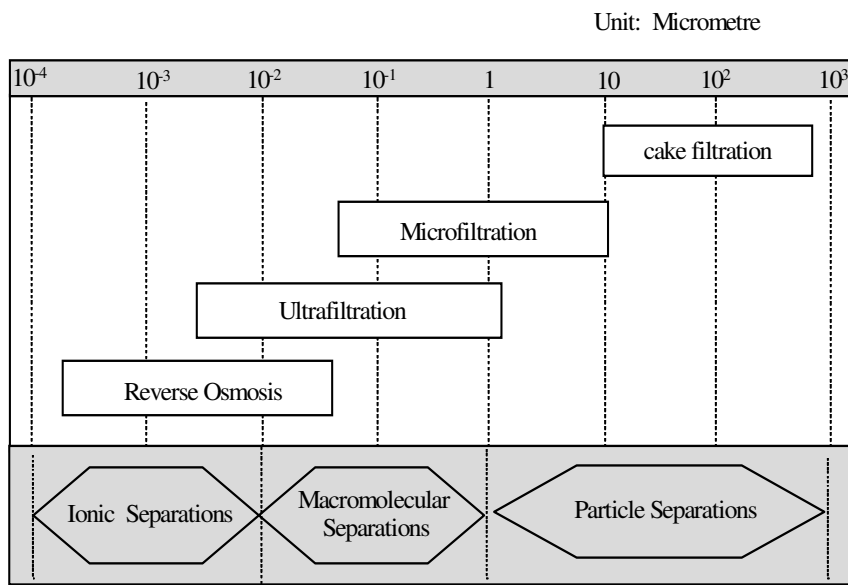 Unit: Micrometre
10⁻⁴ 10⁻³ 10⁻² 10⁻¹ 1 10 10² 10³
cake filtration
Microfiltration
Ultrafiltration
Reverse Osmosis
Ionic Separations
Macromolecular
Separations
Particle Separations